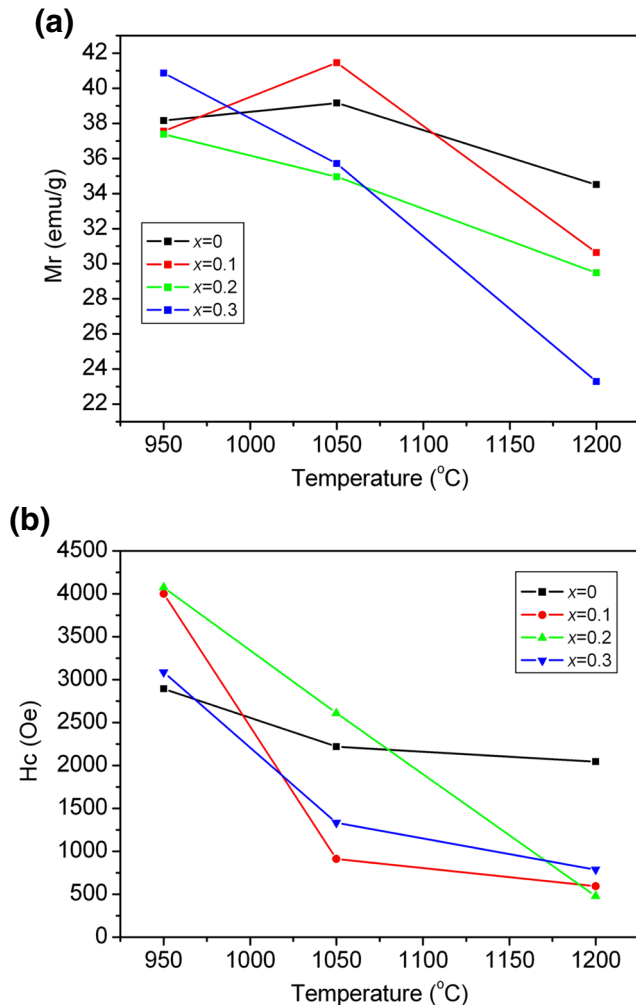 (a)
42
40
38
36
34
32
30
28
26
24
22
Mr (emu/g)
x=0
x=0.1
x=0.2
x=0.3
950 1000 1050 1100 1150 1200
Temperature (°C)
(b)
4500
4000
3500
3000
2500
2000
1500
1000
500
0
Hc (Oe)
x=0
x=0.1
x=0.2
x=0.3
950 1000 1050 1100 1150 1200
Temperature (°C)